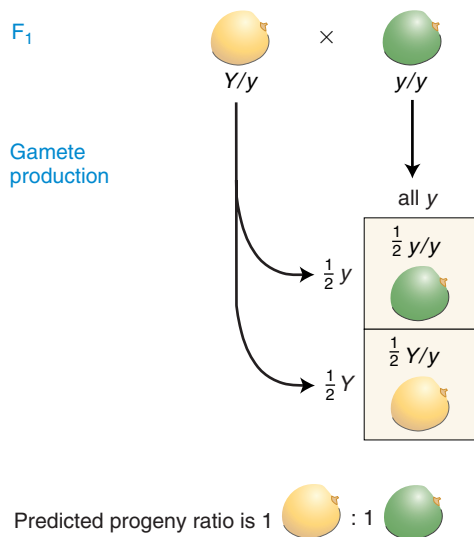 F₁
×
Y/y y/y
Gamete
production
all y
½ y ½ y/y
½ Y ½ Y/y
Predicted progeny ratio is 1 : 1